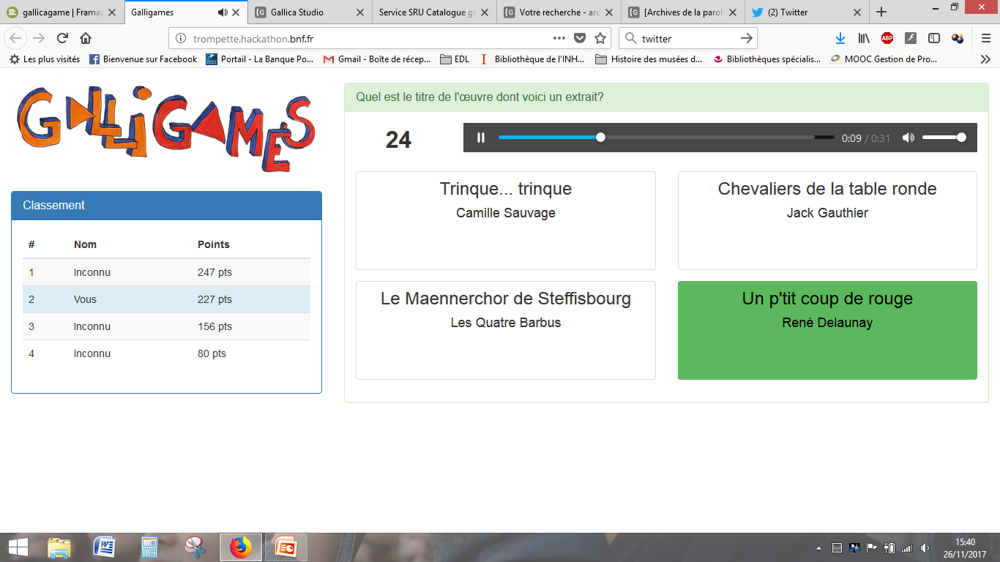 gallicagame | Framap
Galligames
Gallica Studio
Service SRU Catalogue gé
Votre recherche - arc
[Archives de la parole
(2) Twitter
trompette.hackathon.bnf.fr
twitter
Les plus visités
Bienvenue sur Facebook
Portail - La Banque Po...
Gmail - Boîte de récep...
EDL
Bibliothèque de l'INH...
Histoire des musées d...
Bibliothèques spécialis...
MOOC Gestion de Pro...
GALLiGAMES
Classement
# Nom Points
1 Inconnu 247 pts
2 Vous 227 pts
3 Inconnu 156 pts
4 Inconnu 80 pts
Quel est le titre de l'œuvre dont voici un extrait?
24
0:09 / 0:31
Trinque... trinque
Camille Sauvage
Chevaliers de la table ronde
Jack Gauthier
Le Maennerchor de Steffisbourg
Les Quatre Barbus
Un p'tit coup de rouge
René Delaunay
15:40
26/11/2017